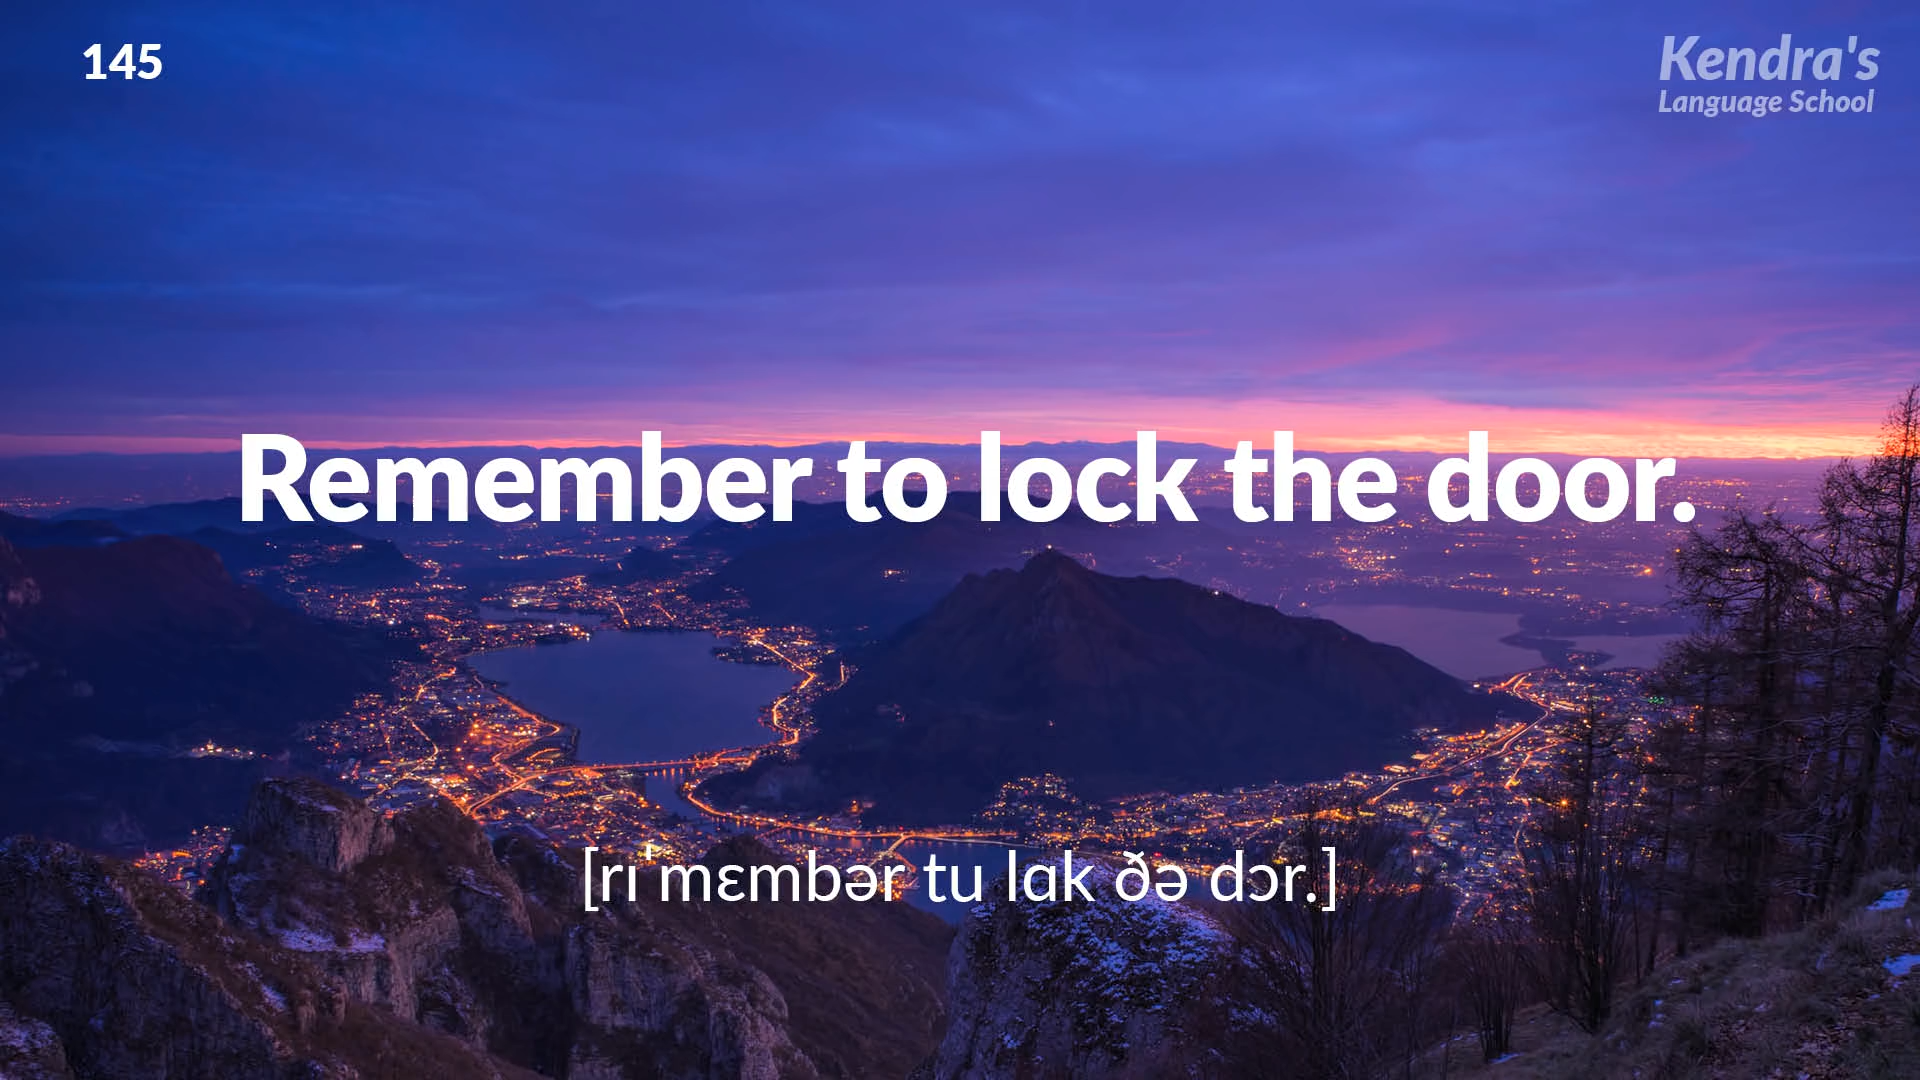 145
Kendra's
Language School
Remember to lock the door.
[rɪˈmɛmbər tu lɑk ðə dɔr.]